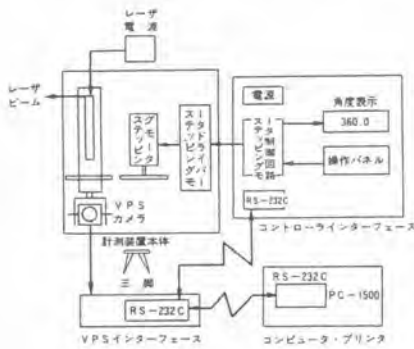 レーザ
電源
レーザ
ビーム
ステッピン
グモータ
ステッピングモ
ータドライバー
電源
ステッピングモ
ータ制御回路
角度表示
360.0
操作パネル
RS-232C
コントローラインターフェース
VPS
カメラ
計測装置本体
三脚
RS-232C
VPSインターフェース
RS-232C
PC-1500
コンピュータ・プリンタ